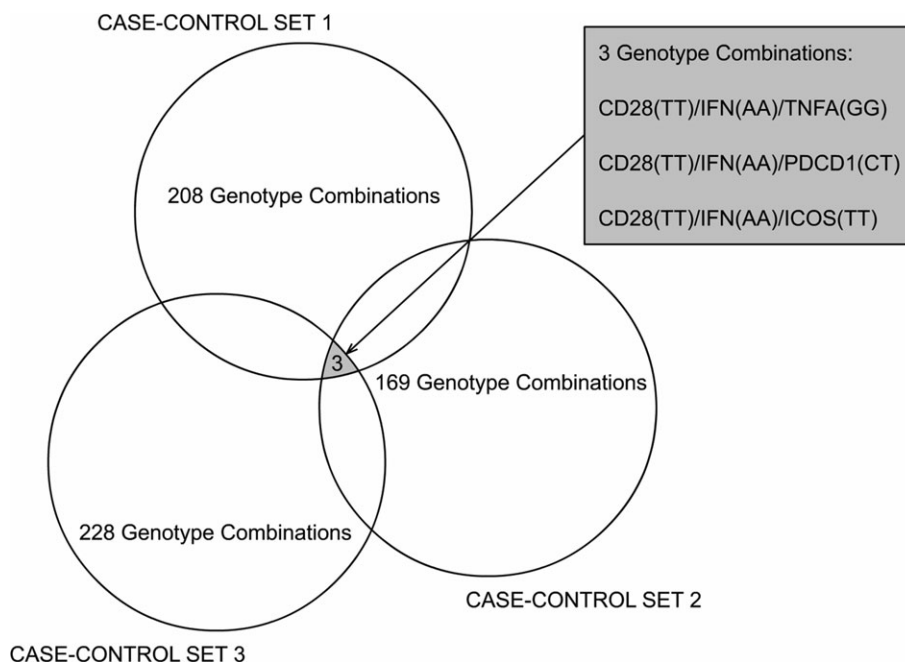 CASE-CONTROL SET 1
3 Genotype Combinations:
CD28(TT)/IFN(AA)/TNFA(GG)
CD28(TT)/IFN(AA)/PDCD1(CT)
CD28(TT)/IFN(AA)/ICOS(TT)
208 Genotype Combinations
3
169 Genotype Combinations
228 Genotype Combinations
CASE-CONTROL SET 2
CASE-CONTROL SET 3